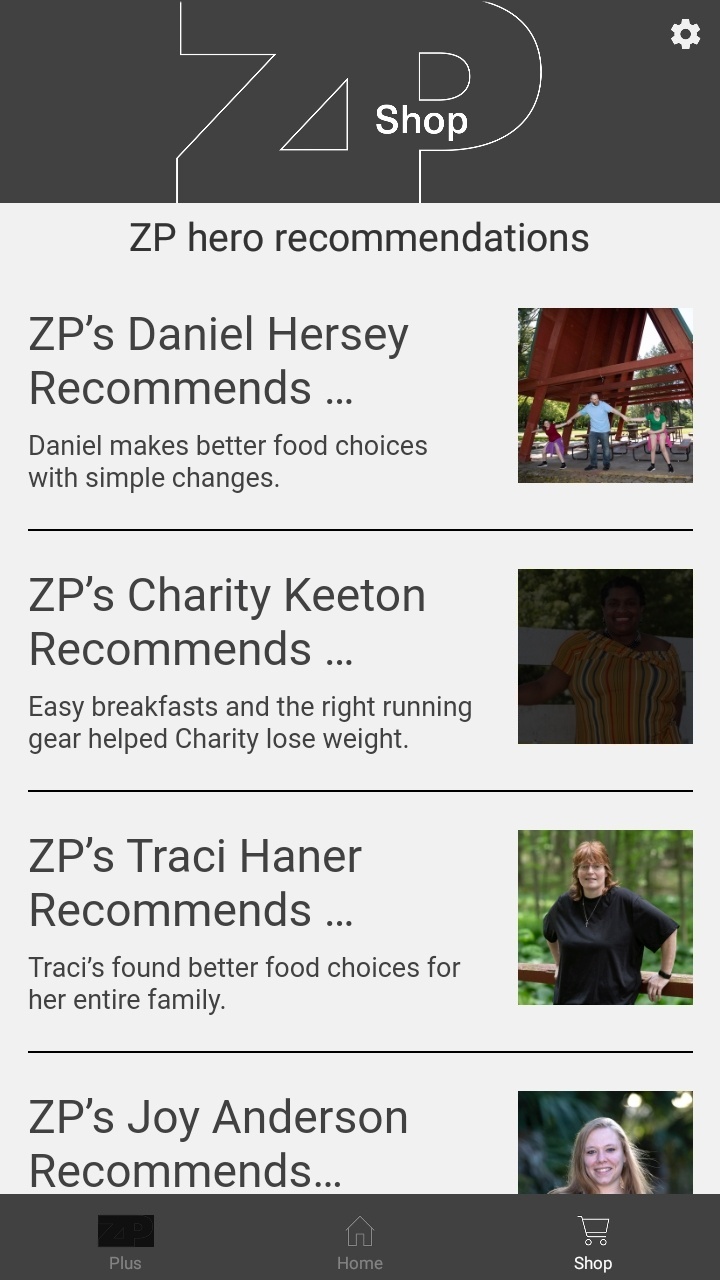 ZP
Shop
ZP hero recommendations
ZP’s Daniel Hersey
Recommends ...
Daniel makes better food choices
with simple changes.
ZP’s Charity Keeton
Recommends ...
Easy breakfasts and the right running
gear helped Charity lose weight.
ZP’s Traci Haner
Recommends ...
Traci’s found better food choices for
her entire family.
ZP’s Joy Anderson
Recommends...
ZP
Plus
Home
Shop